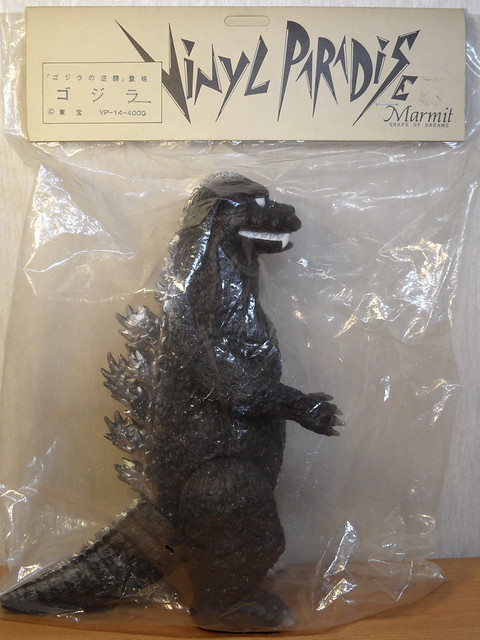 VINYL PARADISE
「ゴジラの逆襲」登場
ゴジラ
© 東宝 VP-14-400Q
Marmit
SHAPE OF DREAMS